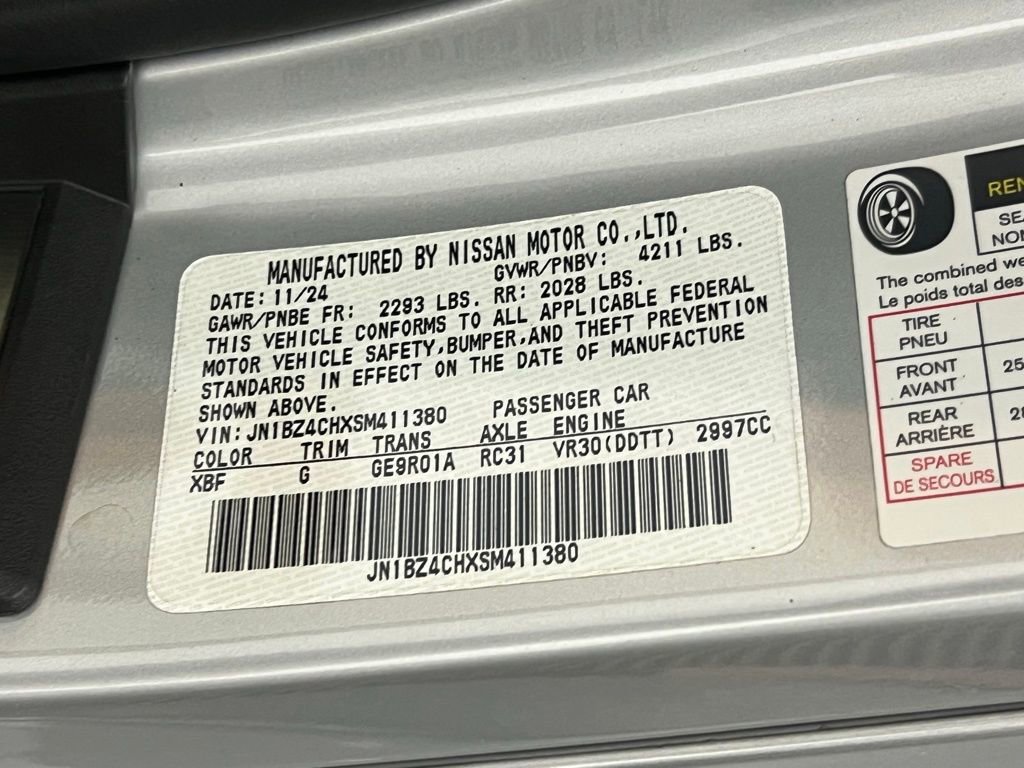 MANUFACTURED BY NISSAN MOTOR CO.,LTD.
DATE: 11/24 GVWR/PNBV: 4211 LBS.
GAWR/PNBE FR: 2293 LBS. RR: 2028 LBS.
THIS VEHICLE CONFORMS TO ALL APPLICABLE FEDERAL
MOTOR VEHICLE SAFETY,BUMPER,AND THEFT PREVENTION
STANDARDS IN EFFECT ON THE DATE OF MANUFACTURE
SHOWN ABOVE.
VIN: JN1BZ4CHXSM411380 PASSENGER CAR
COLOR TRIM TRANS AXLE ENGINE
XBF G GE9R01A RC31 VR30(DDTT) 2997CC
JN1BZ4CHXSM411380
REN
SE
NON
The combined we
Le poids total des
TIRE
PNEU
FRONT
AVANT
25
REAR
ARRIÈRE
SPARE
DE SECOURS